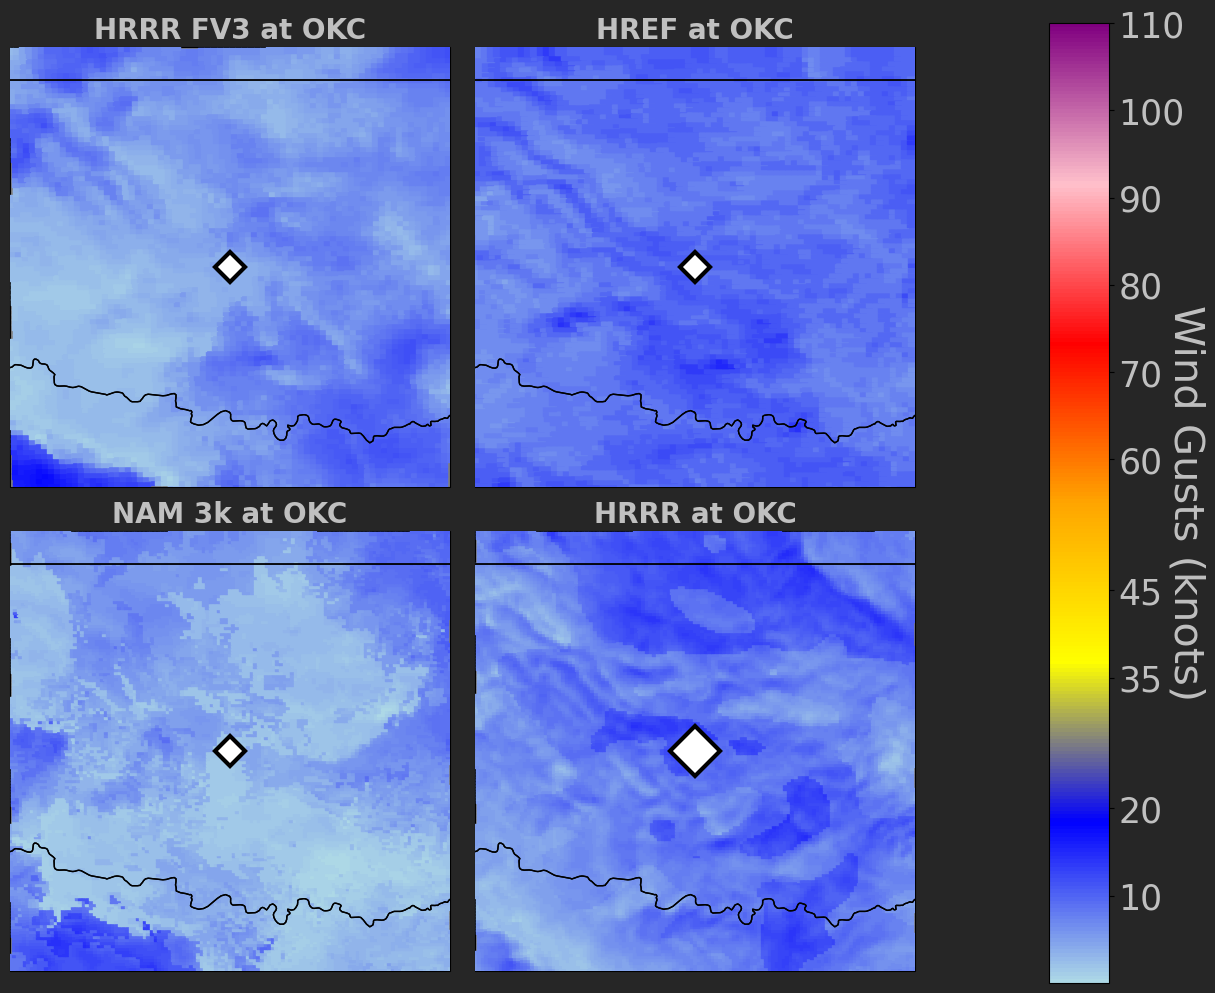 HRRR FV3 at OKC
HREF at OKC
NAM 3k at OKC
HRRR at OKC
110
100
90
80
70
60
45
35
20
10
Wind Gusts (knots)